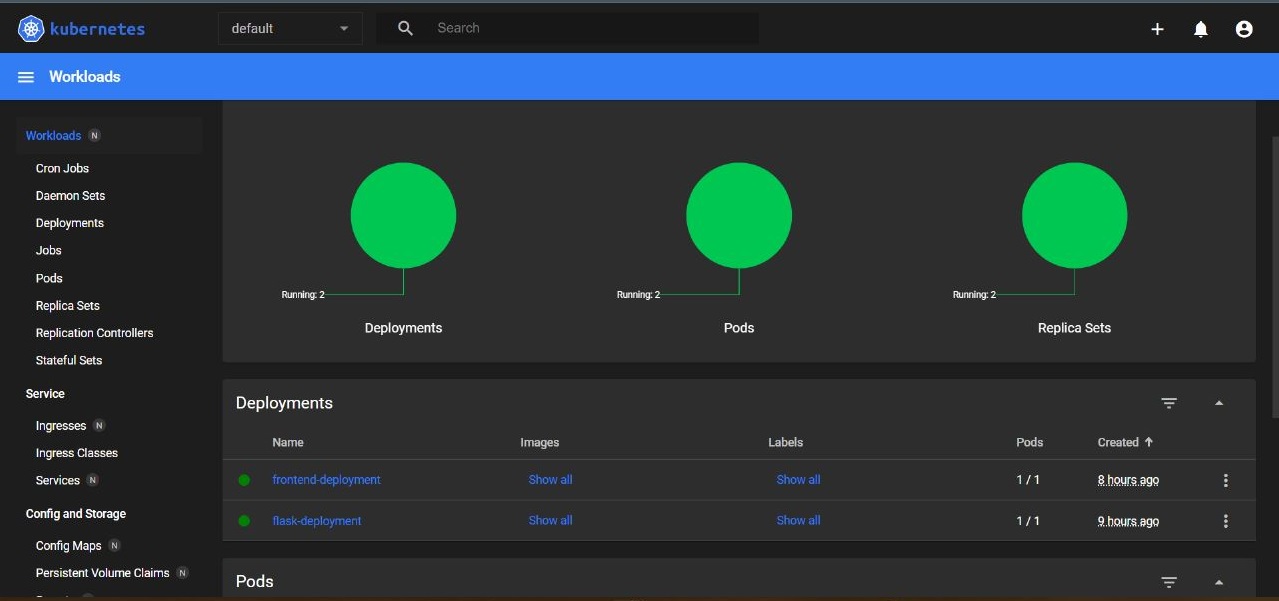 kubernetes
default
Search
Workloads
Workloads N
Cron Jobs
Daemon Sets
Deployments
Jobs
Pods
Replica Sets
Replication Controllers
Stateful Sets
Service
Ingresses N
Ingress Classes
Services N
Config and Storage
Config Maps N
Persistent Volume Claims N
Running: 2
Deployments
Running: 2
Pods
Running: 2
Replica Sets
Deployments
Name Images Labels Pods Created
frontend-deployment Show all Show all 1 / 1 8 hours ago
flask-deployment Show all Show all 1 / 1 9 hours ago
Pods